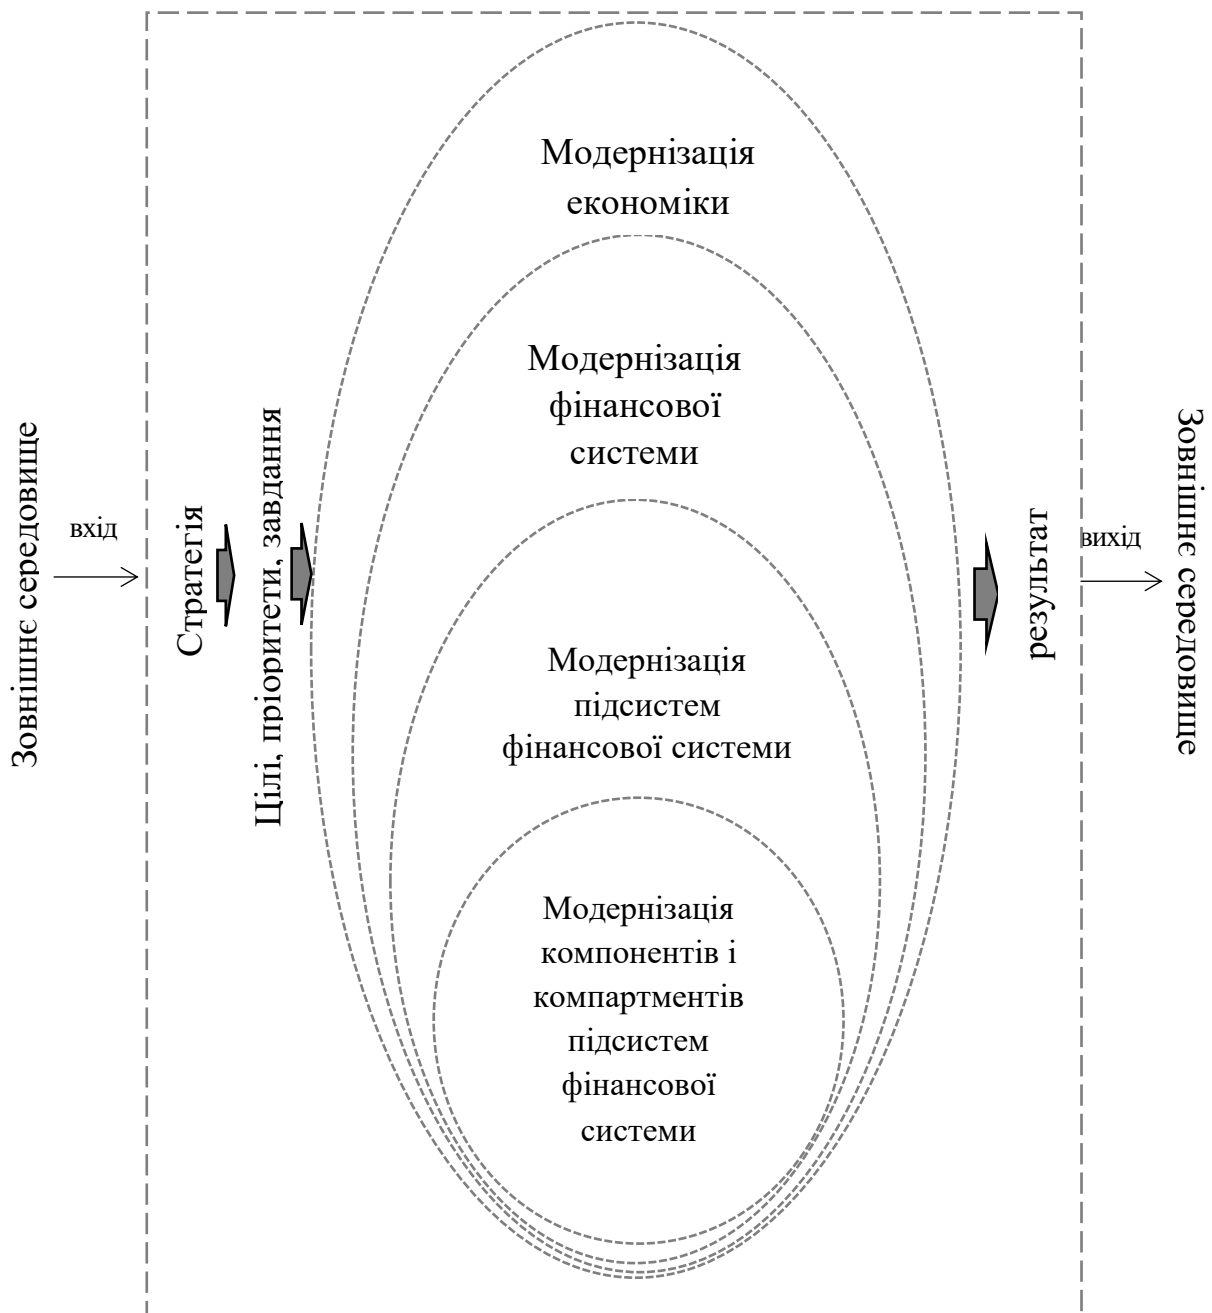 Модернізація
економіки
Модернізація
фінансової
системи
Зовнішнє середовище
вхід
Стратегія
Цілі, пріоритети, завдання
результат
вихід
Зовнішнє середовище
Модернізація
підсистем
фінансової системи
Модернізація
компонентів і
компартментів
підсистем
фінансової
системи